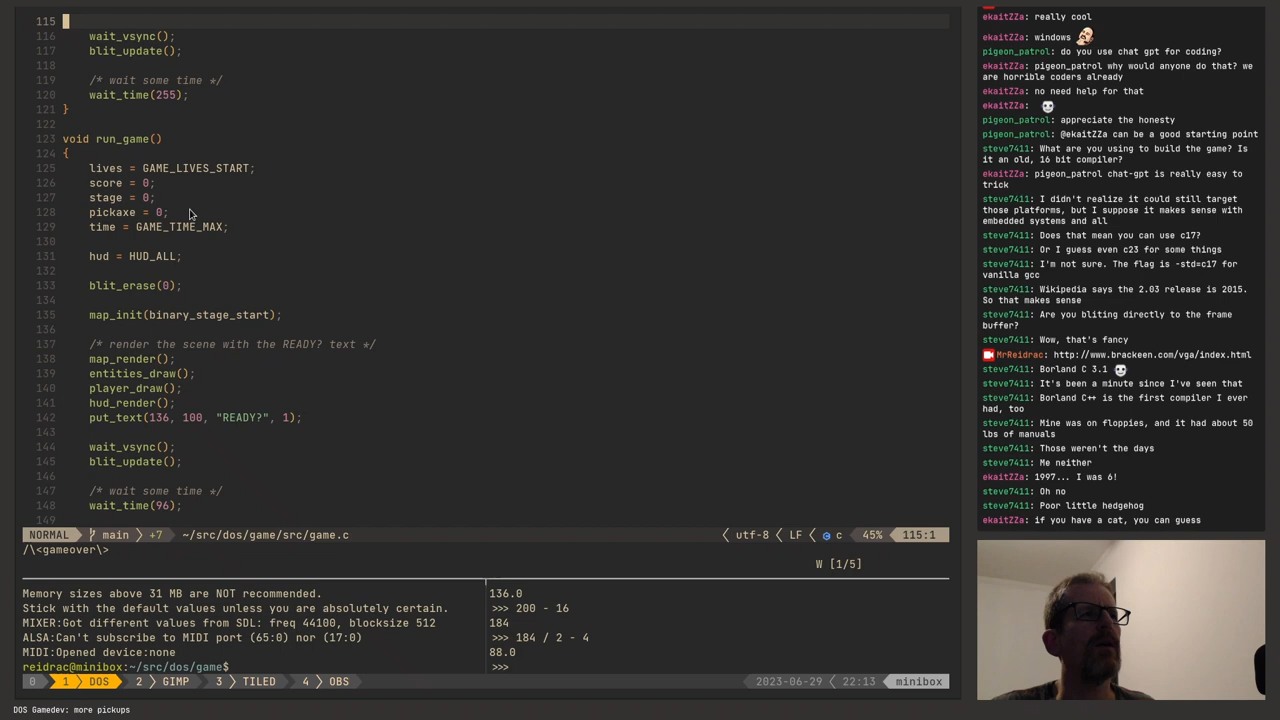 115
116 wait_vsync();
117 blit_update();
118
119 /* wait some time */
120 wait_time(255);
121 }
122
123 void run_game()
124 {
125 lives = GAME_LIVES_START;
126 score = 0;
127 stage = 0;
128 pickaxe = 0;
129 time = GAME_TIME_MAX;
130
131 hud = HUD_ALL;
132
133 blit_erase(0);
134
135 map_init(binary_stage_start);
136
137 /* render the scene with the READY? text */
138 map_render();
139 entities_draw();
140 player_draw();
141 hud_render();
142 put_text(136, 100, "READY?", 1);
143
144 wait_vsync();
145 blit_update();
146
147 /* wait some time */
148 wait_time(96);
149
NORMAL main +7 ~/src/dos/game/src/game.c utf-8 LF c 45% 115:1
/\<gameover\>
W [1/5]
Memory sizes above 31 MB are NOT recommended.
Stick with the default values unless you are absolutely certain.
MIXER:Got different values from SDL: freq 44100, blocksize 512
ALSA:Can't subscribe to MIDI port (65:0) nor (17:0)
MIDI:Opened device:none
reidrac@minibox:~/src/dos/game$
136.0
>>> 200 - 16
184
>>> 184 / 2 - 4
88.0
>>>
0 1 DOS 2 GIMP 3 TILED 4 OBS 2023-06-29 22:13 minibox
DOS Gamedev: more pickups
ekaitZZa: really cool
ekaitZZa: windows
pigeon_patrol: do you use chat gpt for coding?
ekaitZZa: pigeon_patrol why would anyone do that? we
are horrible coders already
ekaitZZa: no need help for that
ekaitZZa:
pigeon_patrol: appreciate the honesty
pigeon_patrol: @ekaitZZa can be a good starting point
steve7411: What are you using to build the game? Is
it an old, 16 bit compiler?
ekaitZZa: pigeon_patrol chat-gpt is really easy to
trick
steve7411: I didn't realize it could still target
those platforms, but I suppose it makes sense with
embedded systems and all
steve7411: Does that mean you can use c17?
steve7411: Or I guess even c23 for some things
steve7411: I'm not sure. The flag is -std=c17 for
vanilla gcc
steve7411: Wikipedia says the 2.03 release is 2015.
So that makes sense
steve7411: Are you bliting directly to the frame
buffer?
steve7411: Wow, that's fancy
MrReidrac: http://www.brackeen.com/vga/index.html
steve7411: Borland C 3.1
steve7411: It's been a minute since I've seen that
steve7411: Borland C++ is the first compiler I ever
had, too
steve7411: Mine was on floppies, and it had about 50
lbs of manuals
steve7411: Those weren't the days
steve7411: Me neither
ekaitZZa: 1997... I was 6!
steve7411: Oh no
steve7411: Poor little hedgehog
ekaitZZa: if you have a cat, you can guess